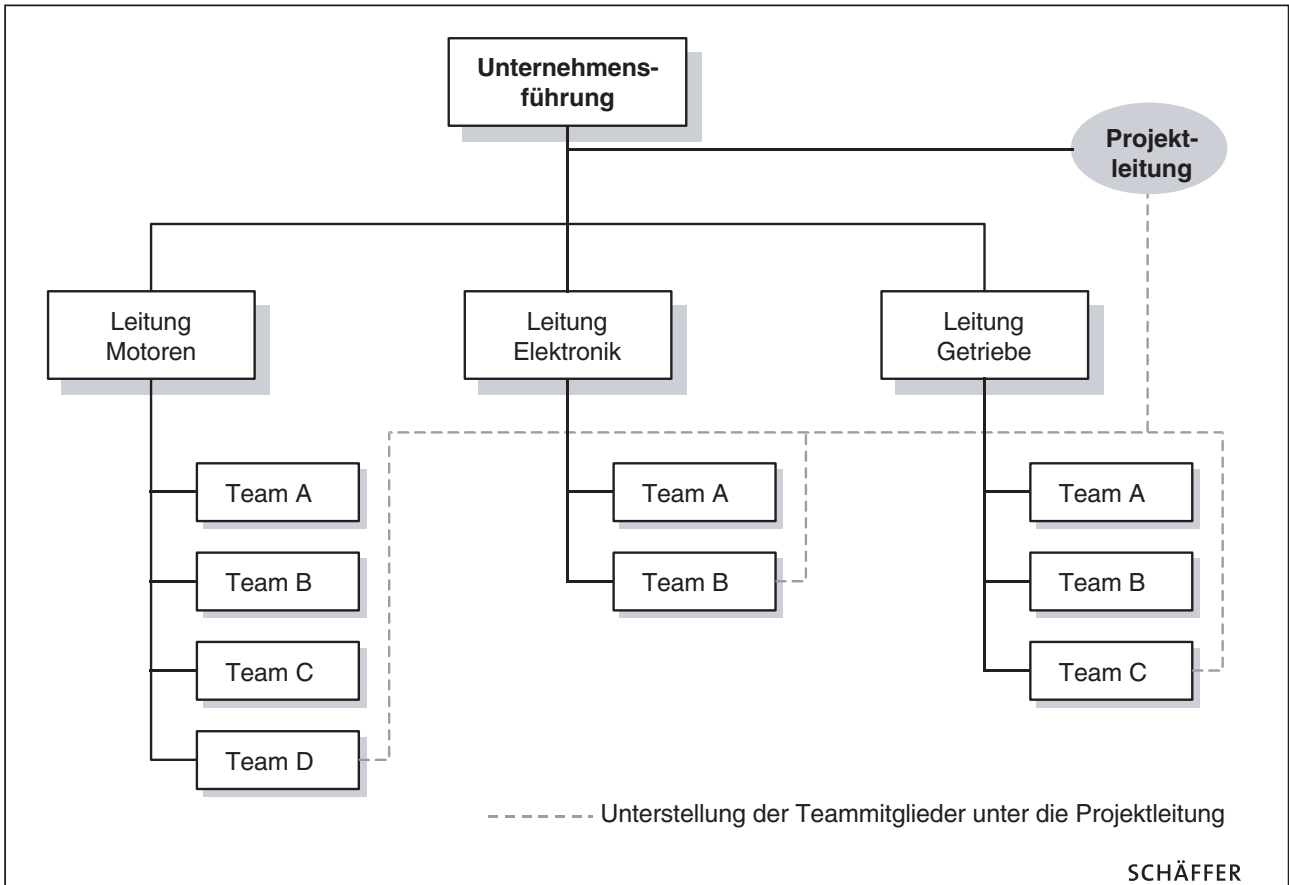 Unternehmens-
führung
Projekt-
leitung
Leitung
Motoren
Leitung
Elektronik
Leitung
Getriebe
Team A
Team B
Team C
Team D
Team A
Team B
Team A
Team B
Team C
Unterstellung der Teammitglieder unter die Projektleitung
SCHÄFFER